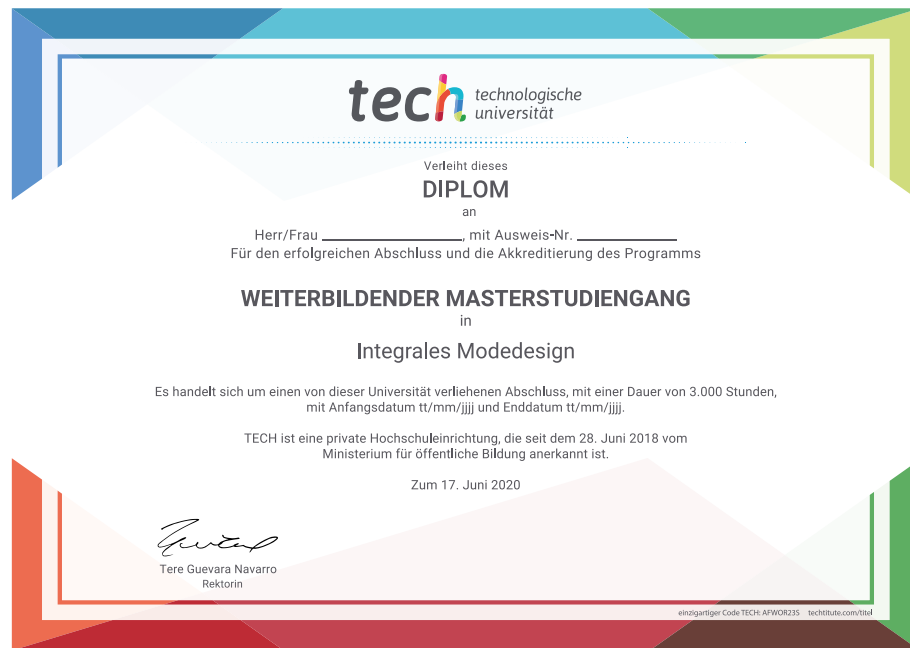 tech technologische
universität
Verleiht dieses
DIPLOM
an
Herr/Frau ____________, mit Ausweis-Nr. ____________
Für den erfolgreichen Abschluss und die Akkreditierung des Programms
WEITERBILDENDER MASTERSTUDIENGANG
in
Integrales Modedesign
Es handelt sich um einen von dieser Universität verliehenen Abschluss, mit einer Dauer von 3.000 Stunden,
mit Anfangsdatum tt/mm/jjjj und Enddatum tt/mm/jjjj.
TECH ist eine private Hochschuleinrichtung, die seit dem 28. Juni 2018 vom
Ministerium für öffentliche Bildung anerkannt ist.
Zum 17. Juni 2020
Tere Guevara Navarro
Rektorin
einzigartiger Code TECH: AFWOR23S techtitute.com/titel